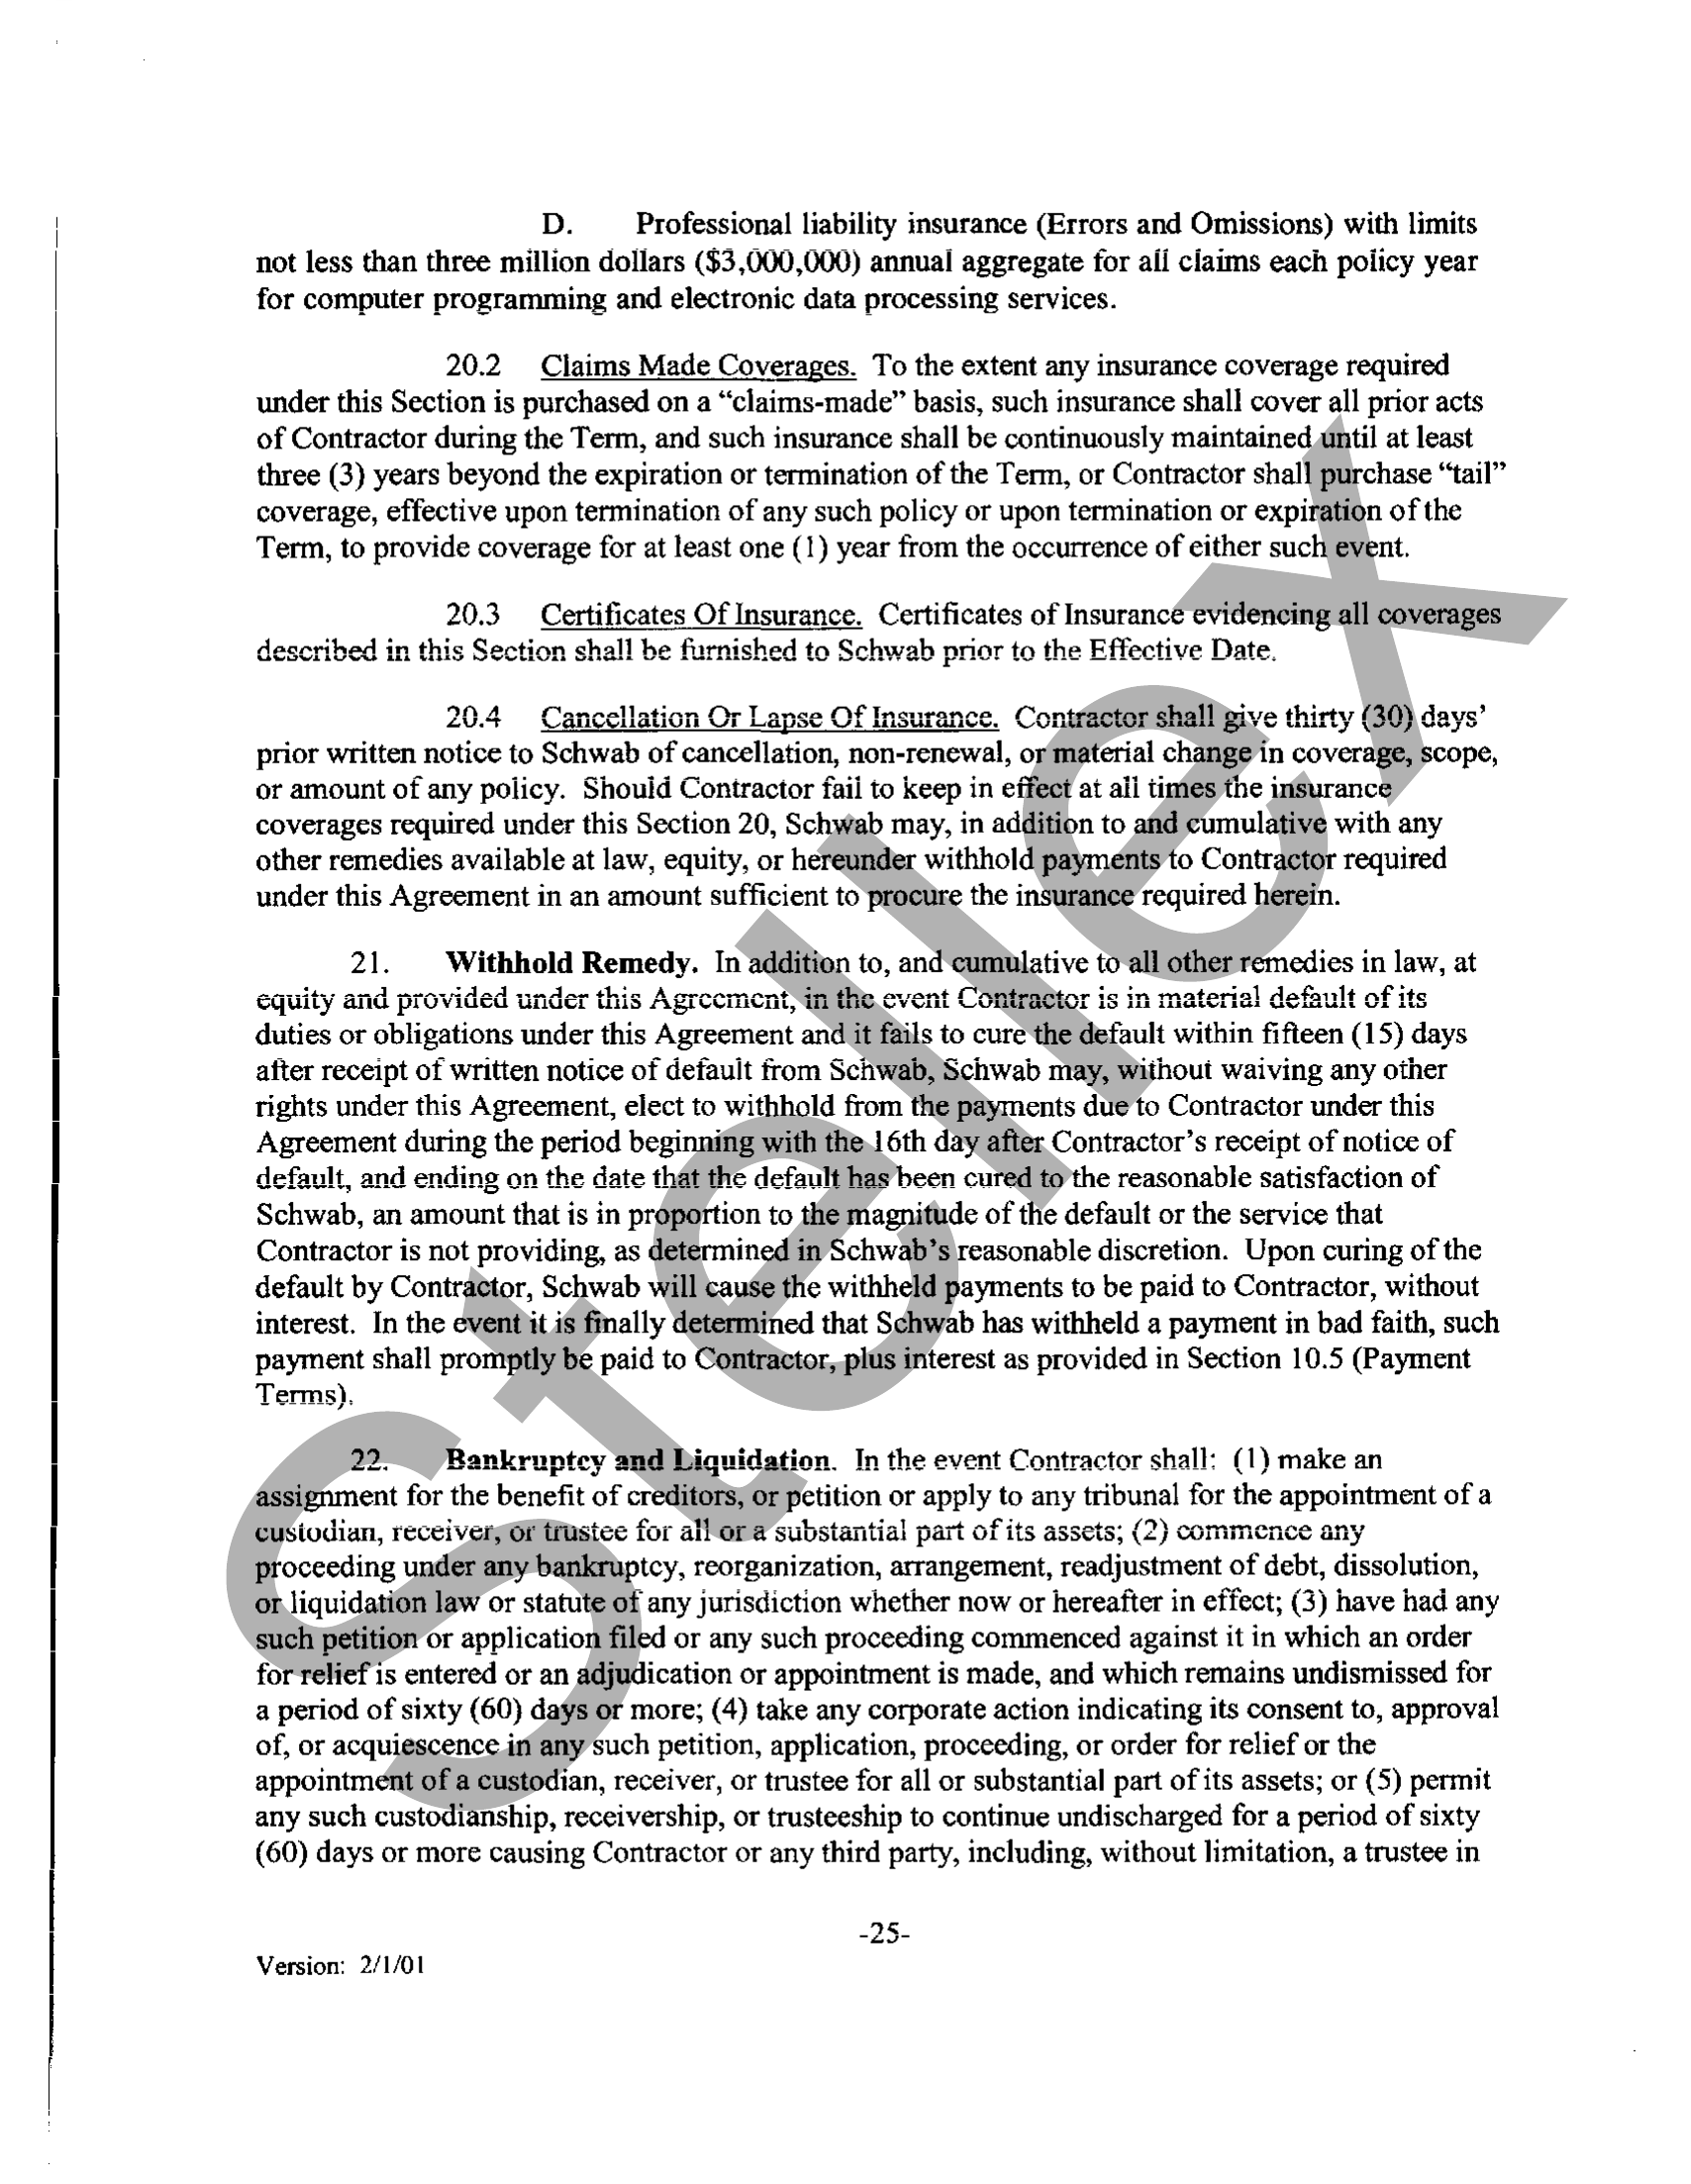 D. Professional liability insurance (Errors and Omissions) with limits
not less than three million dollars ($3,000,000) annual aggregate for all claims each policy year
for computer programming and electronic data processing services.
20.2 Claims Made Coverages. To the extent any insurance coverage required
under this Section is purchased on a “claims-made” basis, such insurance shall cover all prior acts
of Contractor during the Term, and such insurance shall be continuously maintained until at least
three (3) years beyond the expiration or termination of the Term, or Contractor shall purchase “tail”
coverage, effective upon termination of any such policy or upon termination or expiration of the
Term, to provide coverage for at least one (1) year from the occurrence of either such event.
20.3 Certificates Of Insurance. Certificates of Insurance evidencing all coverages
described in this Section shall be furnished to Schwab prior to the Effective Date.
20.4 Cancellation Or Lapse Of Insurance. Contractor shall give thirty (30) days’
prior written notice to Schwab of cancellation, non-renewal, or material change in coverage, scope,
or amount of any policy. Should Contractor fail to keep in effect at all times the insurance
coverages required under this Section 20, Schwab may, in addition to and cumulative with any
other remedies available at law, equity, or hereunder withhold payments to Contractor required
under this Agreement in an amount sufficient to procure the insurance required herein.
21. Withhold Remedy. In addition to, and cumulative to all other remedies in law, at
equity and provided under this Agreement, in the event Contractor is in material default of its
duties or obligations under this Agreement and it fails to cure the default within fifteen (15) days
after receipt of written notice of default from Schwab, Schwab may, without waiving any other
rights under this Agreement, elect to withhold from the payments due to Contractor under this
Agreement during the period beginning with the 16th day after Contractor’s receipt of notice of
default, and ending on the date that the default has been cured to the reasonable satisfaction of
Schwab, an amount that is in proportion to the magnitude of the default or the service that
Contractor is not providing, as determined in Schwab’s reasonable discretion. Upon curing of the
default by Contractor, Schwab will cause the withheld payments to be paid to Contractor, without
interest. In the event it is finally determined that Schwab has withheld a payment in bad faith, such
payment shall promptly be paid to Contractor, plus interest as provided in Section 10.5 (Payment
Terms).
22. Bankruptcy and Liquidation. In the event Contractor shall: (1) make an
assignment for the benefit of creditors, or petition or apply to any tribunal for the appointment of a
custodian, receiver, or trustee for all or a substantial part of its assets; (2) commence any
proceeding under any bankruptcy, reorganization, arrangement, readjustment of debt, dissolution,
or liquidation law or statute of any jurisdiction whether now or hereafter in effect; (3) have had any
such petition or application filed or any such proceeding commenced against it in which an order
for relief is entered or an adjudication or appointment is made, and which remains undismissed for
a period of sixty (60) days or more; (4) take any corporate action indicating its consent to, approval
of, or acquiescence in any such petition, application, proceeding, or order for relief or the
appointment of a custodian, receiver, or trustee for all or substantial part of its assets; or (5) permit
any such custodianship, receivership, or trusteeship to continue undischarged for a period of sixty
(60) days or more causing Contractor or any third party, including, without limitation, a trustee in
-25-
Version: 2/1/01
Stellex